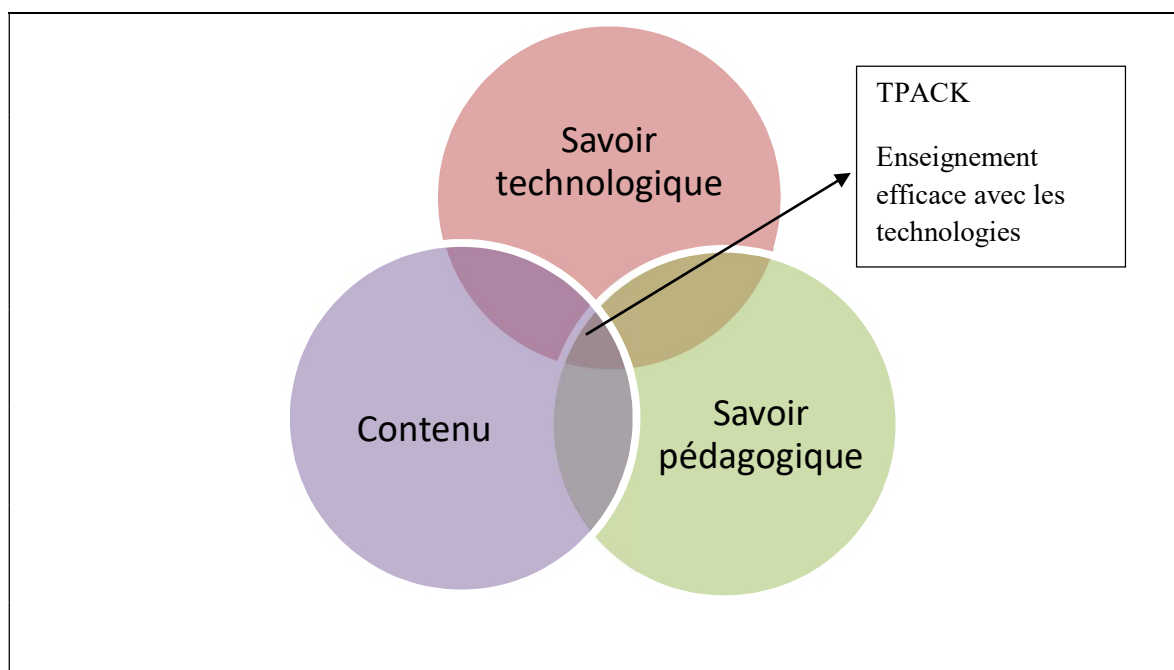 Savoir
technologique
TPACK
Enseignement
efficace avec les
technologies
Contenu
Savoir
pédagogique